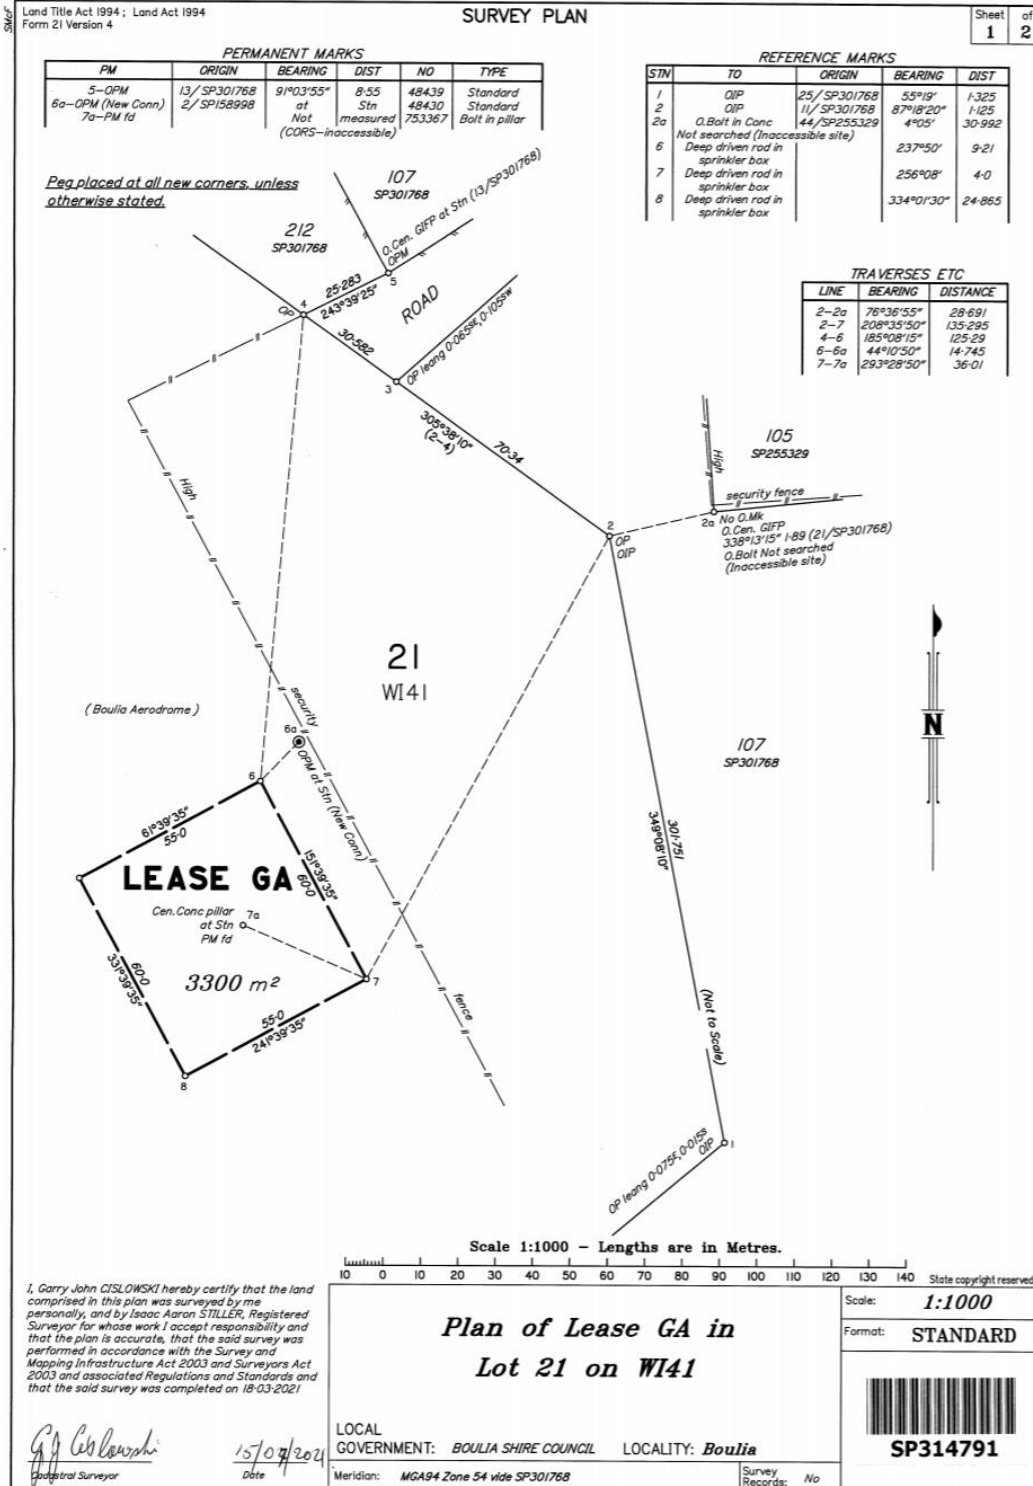 SMcF
Land Title Act 1994 ; Land Act 1994
Form 21 Version 4
SURVEY PLAN
Sheet of
1 2
PERMANENT MARKS
PM ORIGIN BEARING DIST NO TYPE
5-OPM 13/SP301768 91°03'55" 8·55 48439 Standard
6a-OPM (New Conn) 2/SP158998 at Stn 48430 Standard
7a-PM fd Not measured 753367 Bolt in pillar
(CORS-inaccessible)
REFERENCE MARKS
STN TO ORIGIN BEARING DIST
1 OIP 25/SP301768 55°19' 1·325
2 OIP 11/SP301768 87°18'20" 1·125
2a O.Bolt in Conc 44/SP255329 4°05' 30·992
Not searched (Inaccessible site)
6 Deep driven rod in 237°50' 9·21
sprinkler box
7 Deep driven rod in 256°08' 4·0
sprinkler box
8 Deep driven rod in 334°01'30" 24·865
sprinkler box
Peg placed at all new corners, unless
otherwise stated.
TRAVERSES ETC
LINE BEARING DISTANCE
2-2a 76°36'55" 28·691
2-7 208°35'50" 135·295
4-6 185°08'15" 125·29
6-6a 44°10'50" 14·745
7-7a 293°28'50" 36·01
107
SP301768
212
SP301768
O.Cen. GIFP at Stn (13/SP301768)
OPM
5
25·283
243°39'25"
4
OP
ROAD
30·582
3
OP leang 0·065SE, 0·105SW
305°38'10"
(2-4)
70·34
105
SP255329
High
security fence
2a
No O.Mk
O.Cen. GIFP
338°13'15" 1·89 (21/SP301768)
O.Bolt Not searched
(Inaccessible site)
2
OP
OIP
High
21
WI41
(Boulia Aerodrome)
security
6a
OPM at Stn (New Conn)
6
107
SP301768
N
301·751
349°08'10"
61°39'35"
55·0
151°39'35"
60·0
LEASE GA
Cen.Conc pillar
at Stn
PM fd
7a
3300 m²
60·0
331°39'35"
7
55·0
241°39'35"
8
fence
(Not to Scale)
1
OP leang 0·075E, 0·015S
OIP
Scale 1:1000 - Lengths are in Metres.
10 0 10 20 30 40 50 60 70 80 90 100 110 120 130 140
State copyright reserved
I, Garry John CISLOWSKI hereby certify that the land
comprised in this plan was surveyed by me
personally, and by Isaac Aaron STILLER, Registered
Surveyor for whose work I accept responsibility and
that the plan is accurate, that the said survey was
performed in accordance with the Survey and
Mapping Infrastructure Act 2003 and Surveyors Act
2003 and associated Regulations and Standards and
that the said survey was completed on 18-03-2021
Cadastral Surveyor
Date
Plan of Lease GA in
Lot 21 on WI41
LOCAL
GOVERNMENT: BOULIA SHIRE COUNCIL LOCALITY: Boulia
Meridian: MGA94 Zone 54 vide SP301768
Survey
Records: No
Scale: 1:1000
Format: STANDARD
SP314791